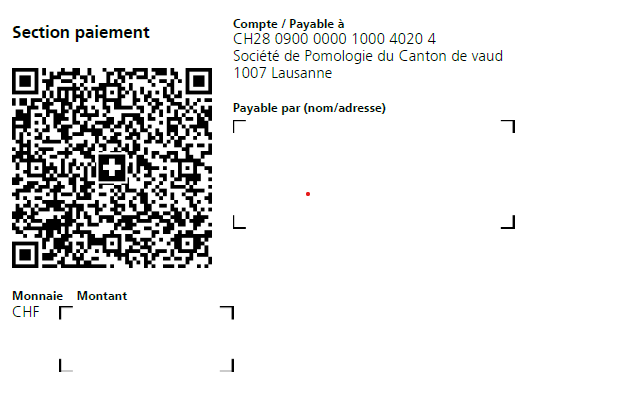 Section paiement
Compte / Payable à
CH28 0900 0000 1000 4020 4
Société de Pomologie du Canton de vaud
1007 Lausanne
Payable par (nom/adresse)
Monnaie Montant
CHF